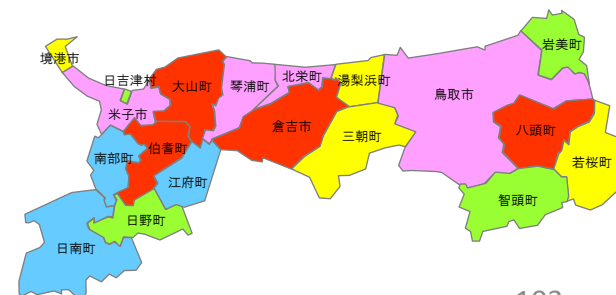 岩美町
境港市
日吉津村
大山町
琴浦町
北栄町
湯梨浜町
鳥取市
米子市
倉吉市
三朝町
八頭町
伯耆町
南部町
江府町
若桜町
智頭町
日野町
日南町